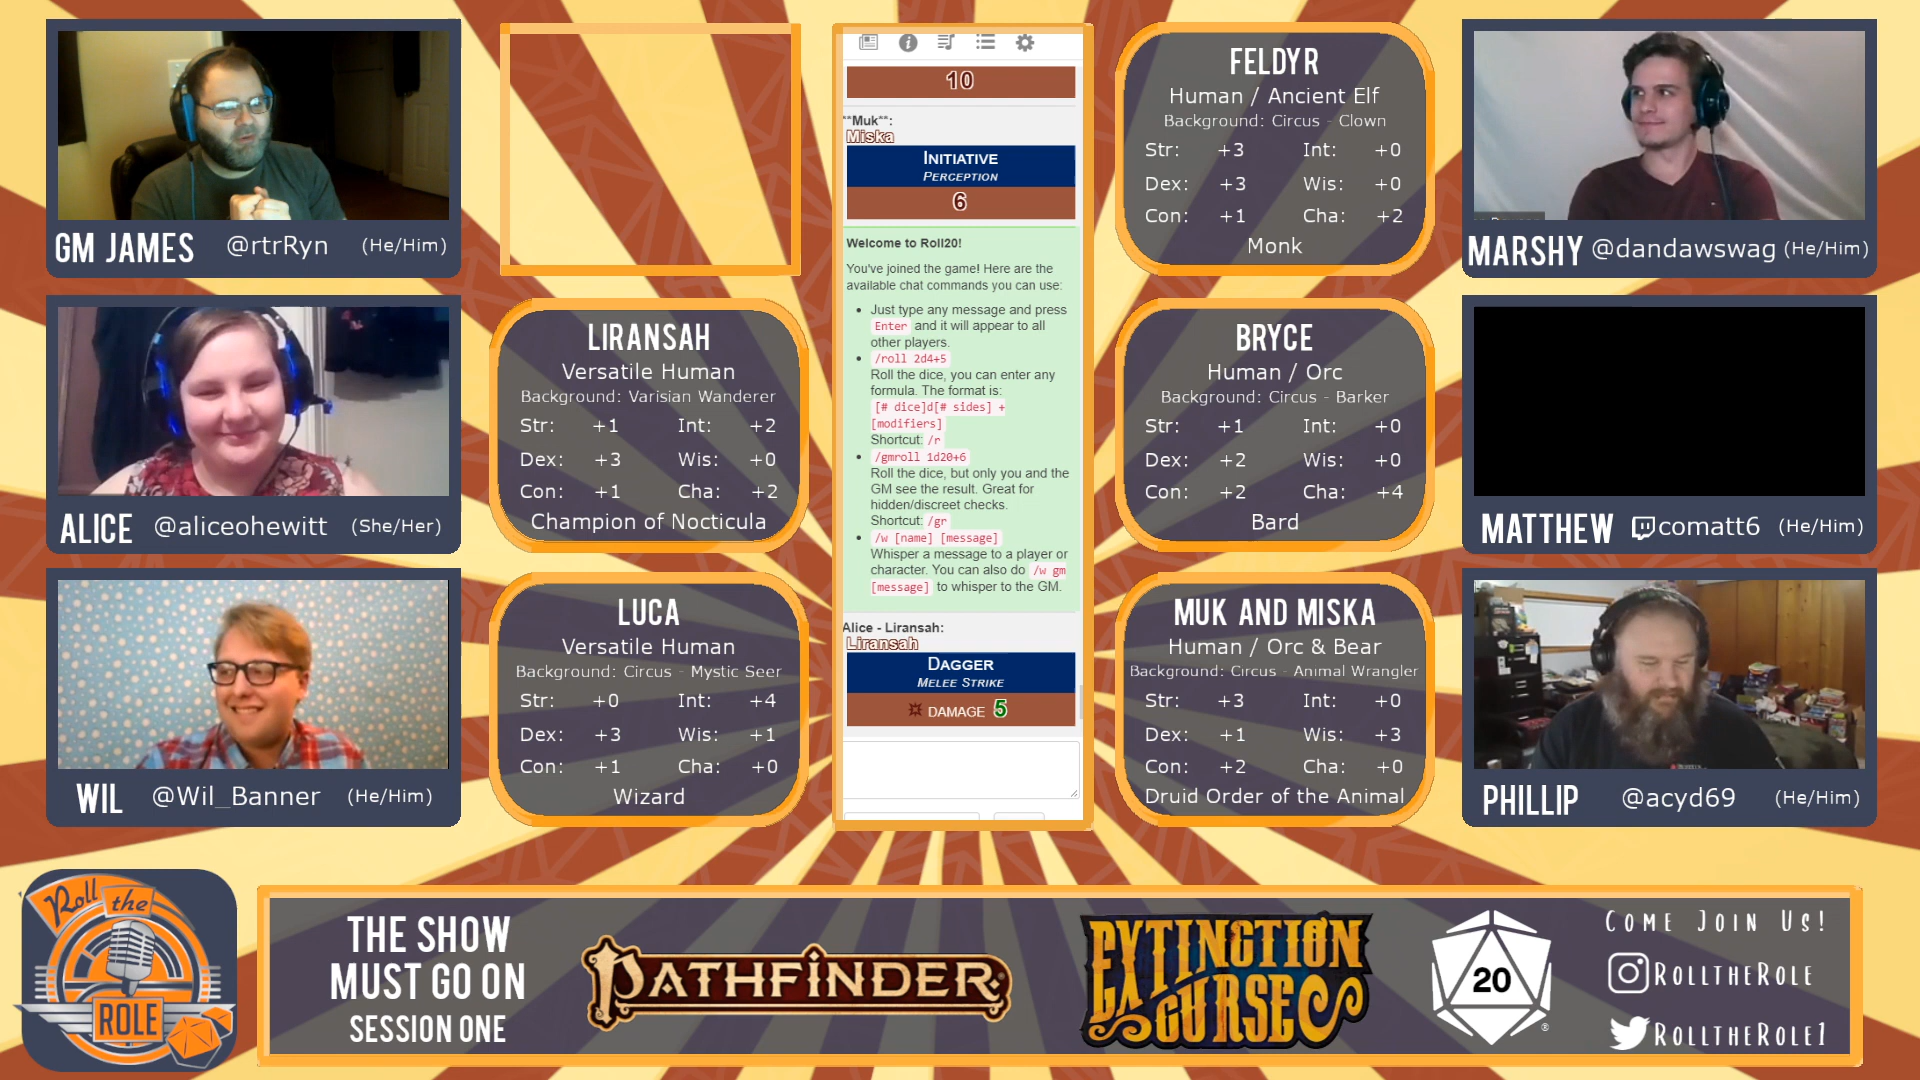 GM JAMES @rtrRyn (He/Him)
ALICE @aliceohewitt (She/Her)
WIL @Wil_Banner (He/Him)
LIRANSAH
Versatile Human
Background: Varisian Wanderer
Str: +1 Int: +2
Dex: +3 Wis: +0
Con: +1 Cha: +2
Champion of Nocticula
LUCA
Versatile Human
Background: Circus - Mystic Seer
Str: +0 Int: +4
Dex: +3 Wis: +1
Con: +1 Cha: +0
Wizard
10
**Muk**:
Miska
INITIATIVE
PERCEPTION
6
Welcome to Roll20!
You've joined the game! Here are the
available chat commands you can use:
• Just type any message and press
Enter and it will appear to all
other players.
• /roll 2d4+5
Roll the dice, you can enter any
formula. The format is:
[# dice]d[# sides] +
[modifiers]
Shortcut: /r
• /gmroll 1d20+6
Roll the dice, but only you and the
GM see the result. Great for
hidden/discreet checks.
Shortcut: /gr
• /w [name] [message]
Whisper a message to a player or
character. You can also do /w gm
[message] to whisper to the GM.
Alice - Liransah:
Liransah
DAGGER
MELEE STRIKE
DAMAGE 5
FELDYR
Human / Ancient Elf
Background: Circus - Clown
Str: +3 Int: +0
Dex: +3 Wis: +0
Con: +1 Cha: +2
Monk
BRYCE
Human / Orc
Background: Circus - Barker
Str: +1 Int: +0
Dex: +2 Wis: +0
Con: +2 Cha: +4
Bard
MUK AND MISKA
Human / Orc & Bear
Background: Circus - Animal Wrangler
Str: +3 Int: +0
Dex: +1 Wis: +3
Con: +2 Cha: +0
Druid Order of the Animal
MARSHY @dandawswag (He/Him)
MATTHEW comatt6 (He/Him)
PHILLIP @acyd69 (He/Him)
Roll the
ROLE
THE SHOW
MUST GO ON
SESSION ONE
PATHFINDER
EXTINCTION
CURSE
20
COME JOIN US!
ROLLTHEROLE
ROLLTHEROLE1